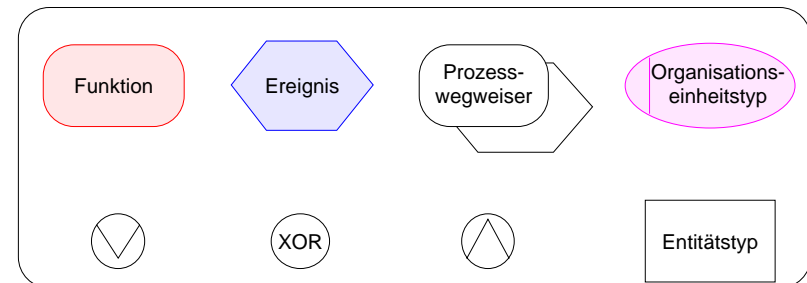 Funktion
Ereignis
Prozess-
wegweiser
Organisations-
einheitstyp
XOR
Entitätstyp